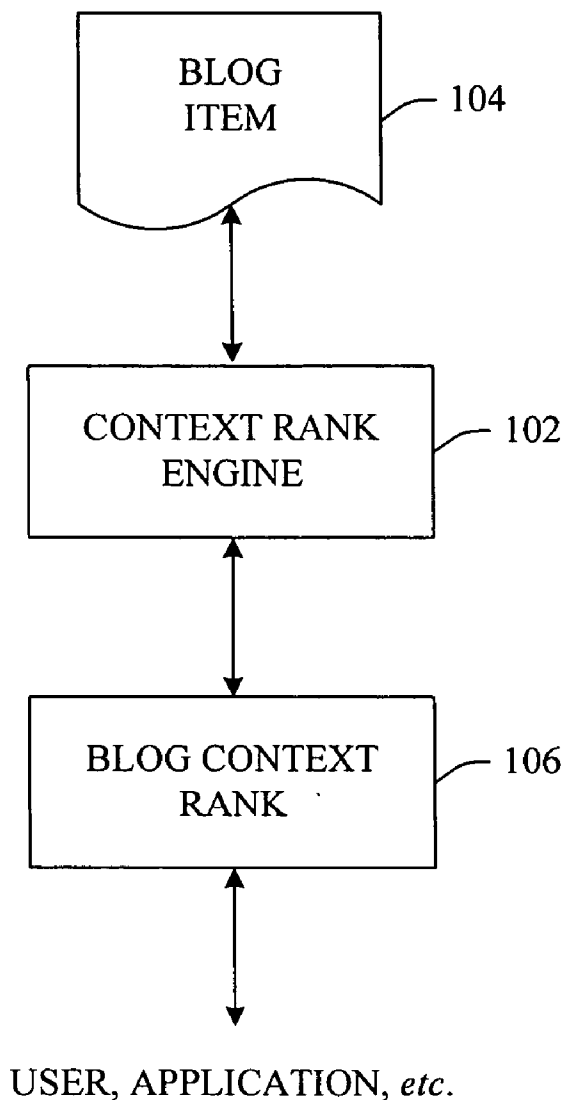 BLOG
ITEM
104
CONTEXT RANK
ENGINE
102
BLOG CONTEXT
RANK
106
USER, APPLICATION, etc.